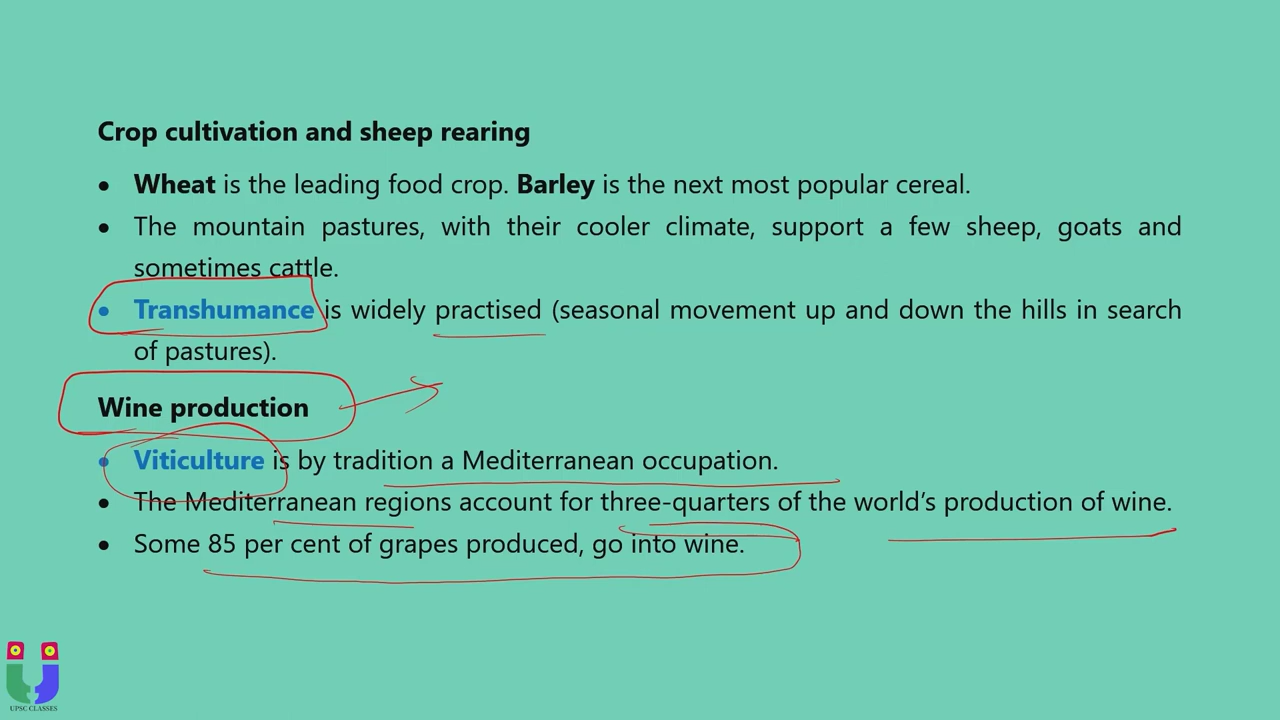 Crop cultivation and sheep rearing
• Wheat is the leading food crop. Barley is the next most popular cereal.
• The mountain pastures, with their cooler climate, support a few sheep, goats and
sometimes cattle.
• Transhumance is widely practised (seasonal movement up and down the hills in search
of pastures).
Wine production
• Viticulture is by tradition a Mediterranean occupation.
• The Mediterranean regions account for three-quarters of the world’s production of wine.
• Some 85 per cent of grapes produced, go into wine.
UPSC CLASSES